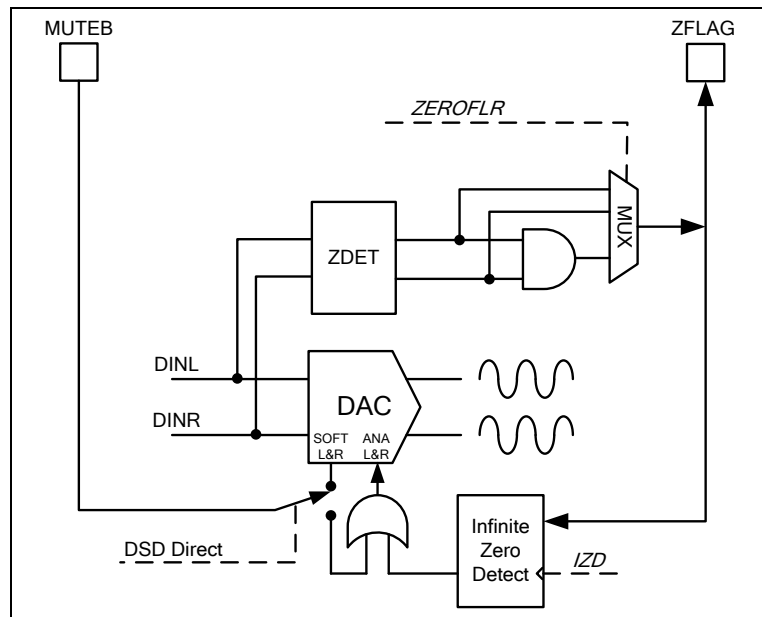 MUTEB
ZFLAG
ZEROFLR
MUX
ZDET
DINL
DINR
DAC
SOFT
L&R
ANA
L&R
DSD Direct
Infinite
Zero
Detect
IZD